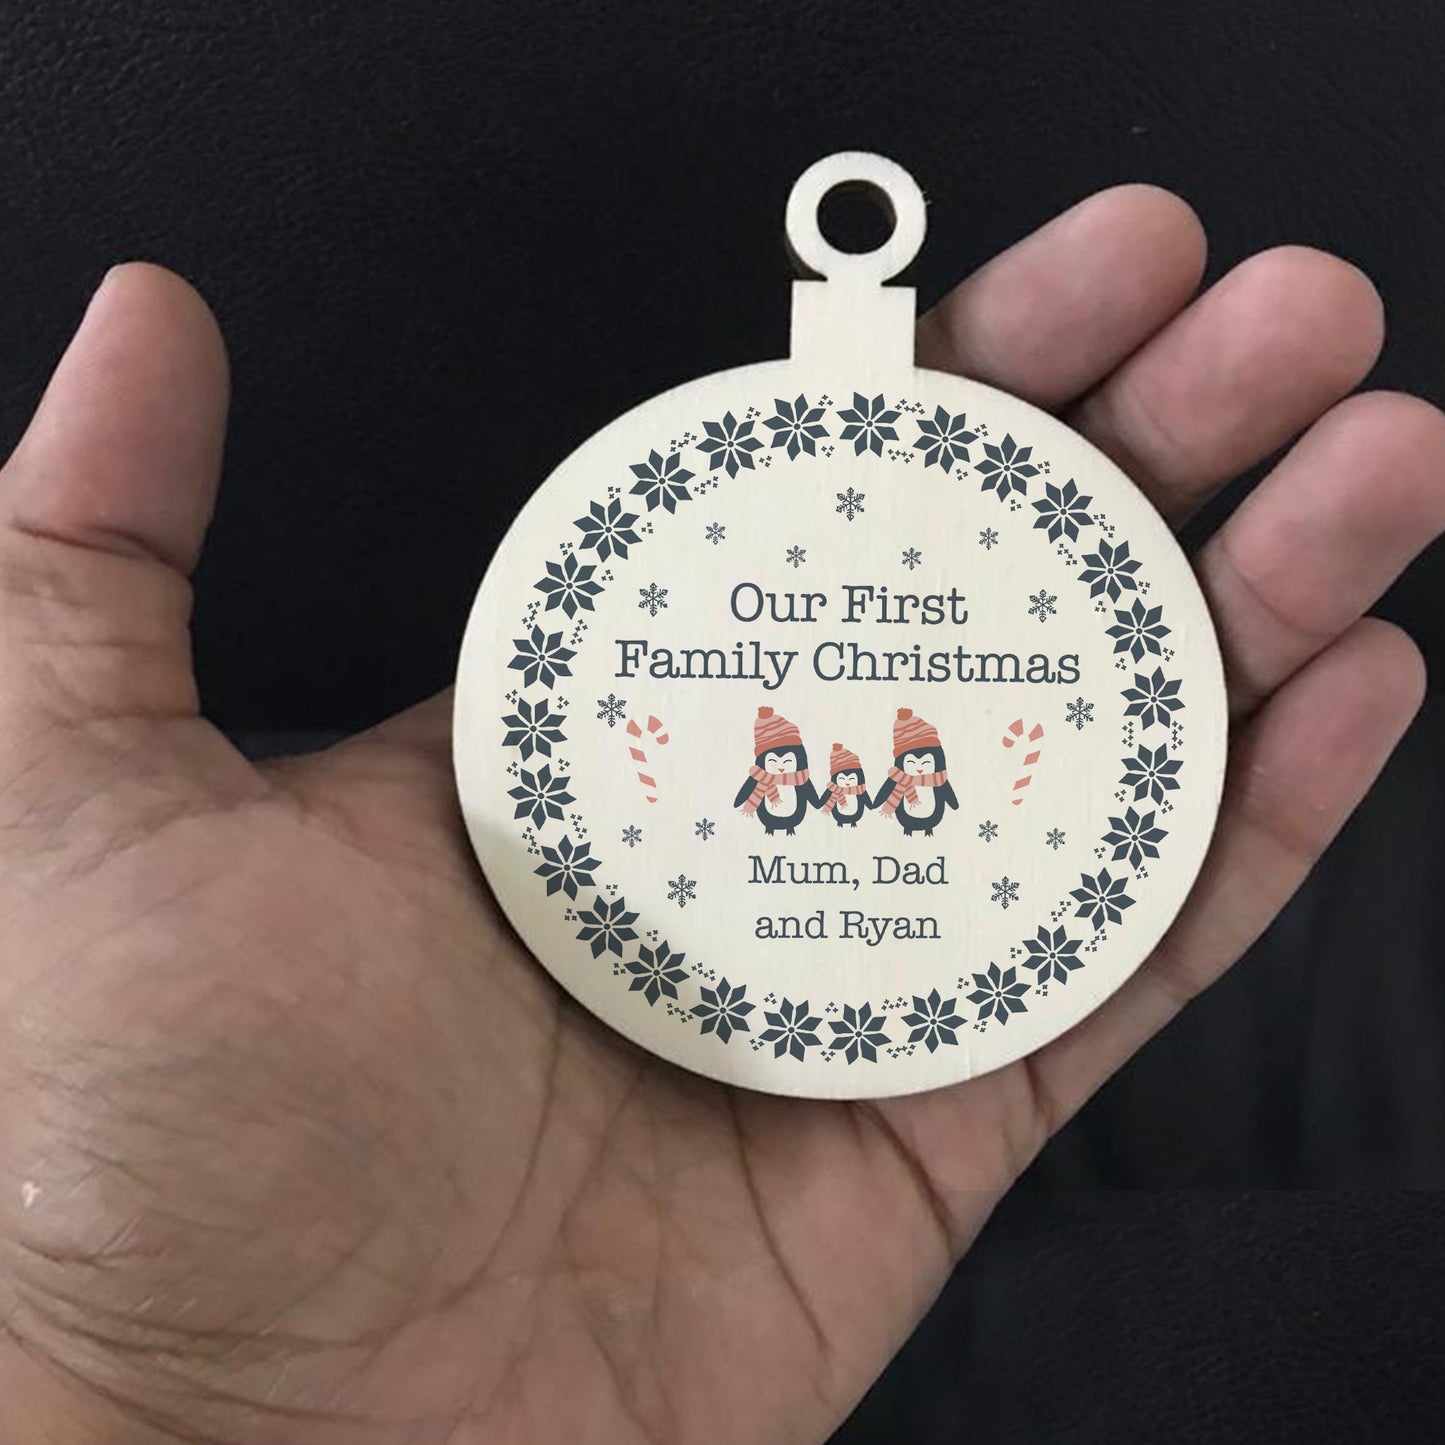 Our First
Family Christmas
Mum, Dad
and Ryan